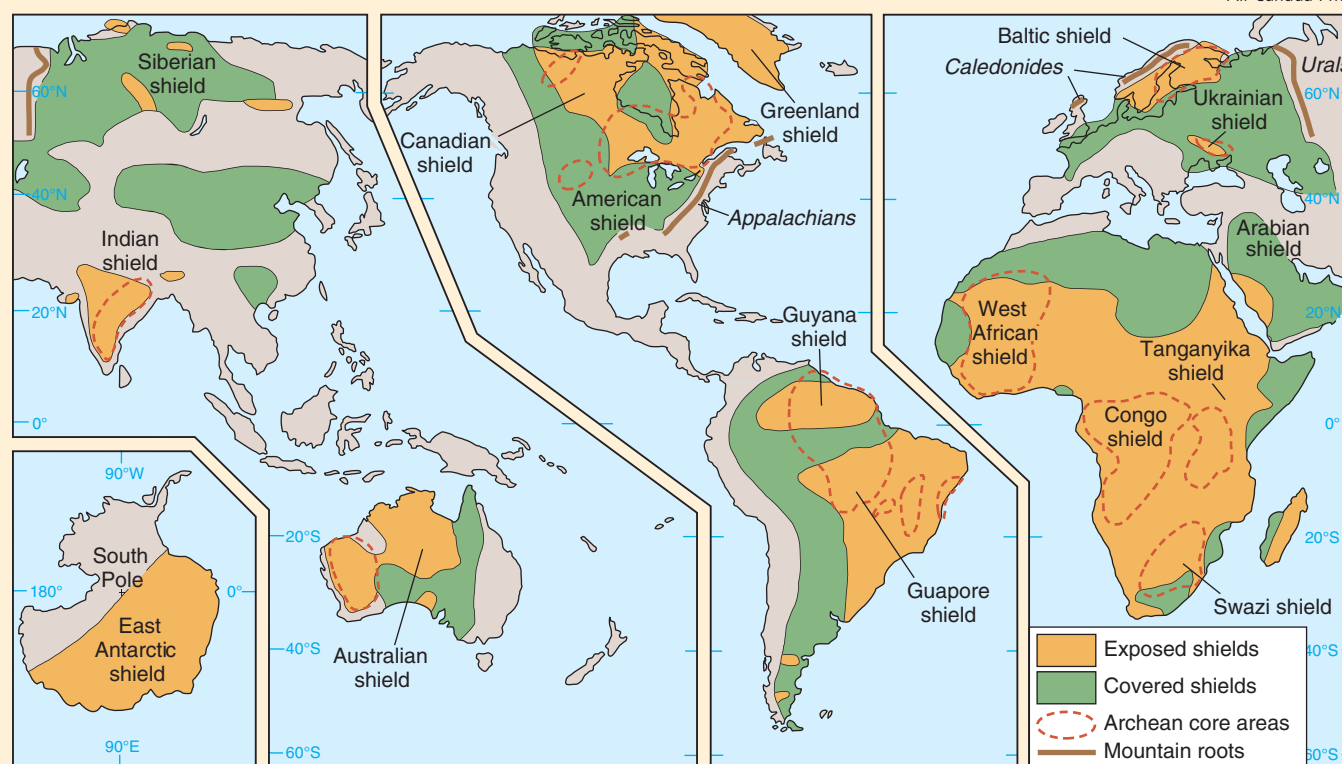 Siberian
shield
60°N
40°N
Indian
shield
20°N
0°
90°W
South
Pole
180°
0°
East
Antarctic
shield
90°E
20°S
40°S
60°S
Australian
shield
Canadian
shield
Greenland
shield
American
shield
Appalachians
Guyana
shield
Guapore
shield
Baltic shield
Caledonides
Urals
60°N
Ukrainian
shield
40°N
Arabian
shield
20°N
West
African
shield
Tanganyika
shield
0°
Congo
shield
20°S
Swazi shield
40°S
60°S
Exposed shields
Covered shields
Archean core areas
Mountain roots